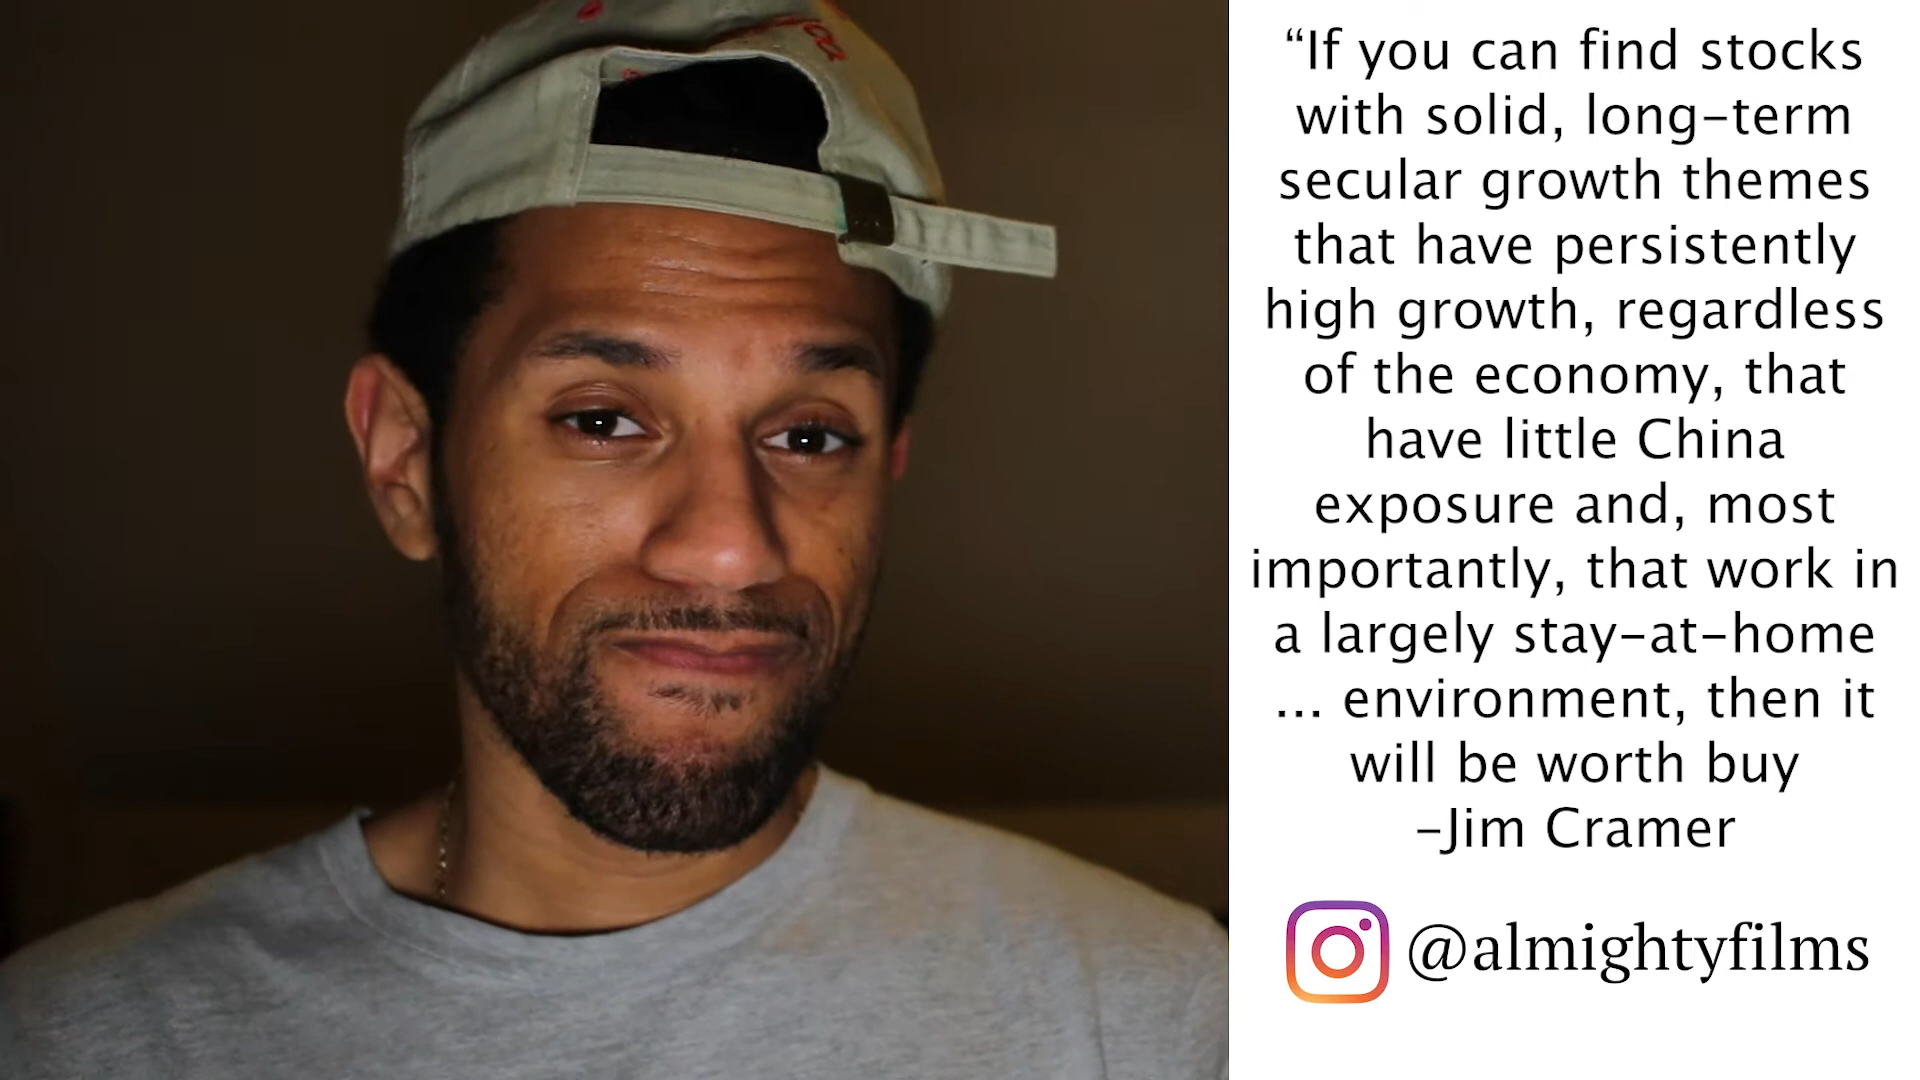 “If you can find stocks
with solid, long-term
secular growth themes
that have persistently
high growth, regardless
of the economy, that
have little China
exposure and, most
importantly, that work in
a largely stay-at-home
... environment, then it
will be worth buy
-Jim Cramer
@almightyfilms